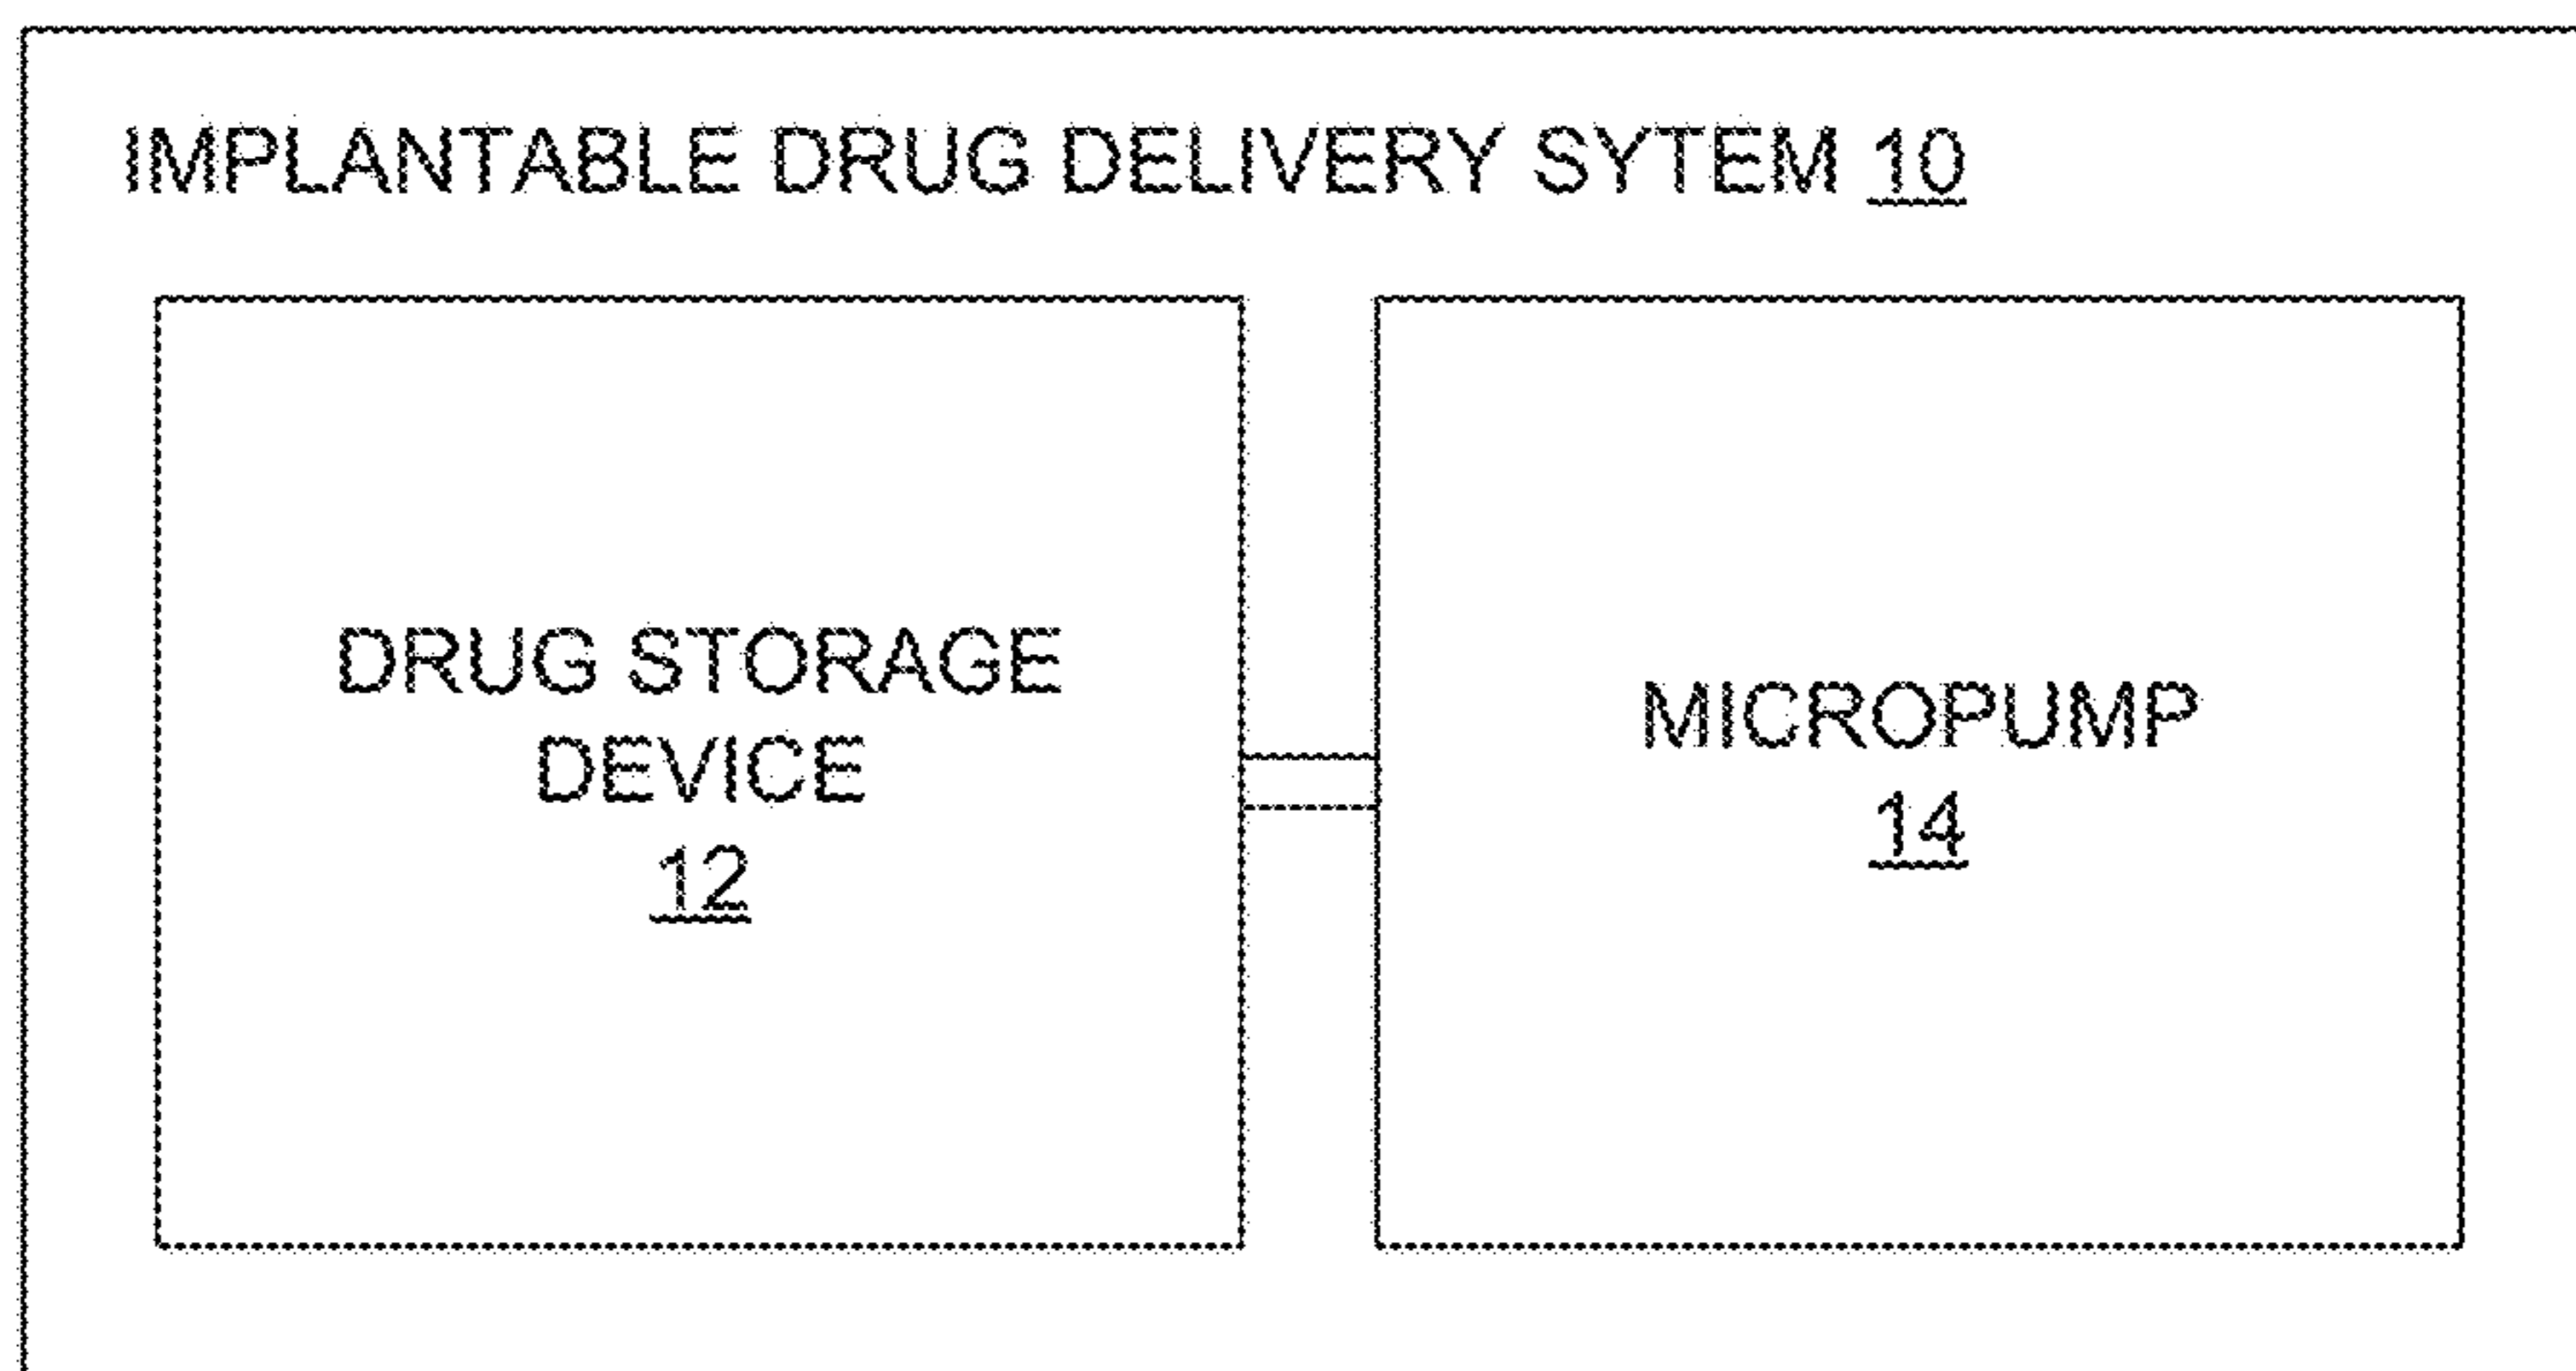 IMPLANTABLE DRUG DELIVERY SYTEM 10
DRUG STORAGE
DEVICE
12
MICROPUMP
14